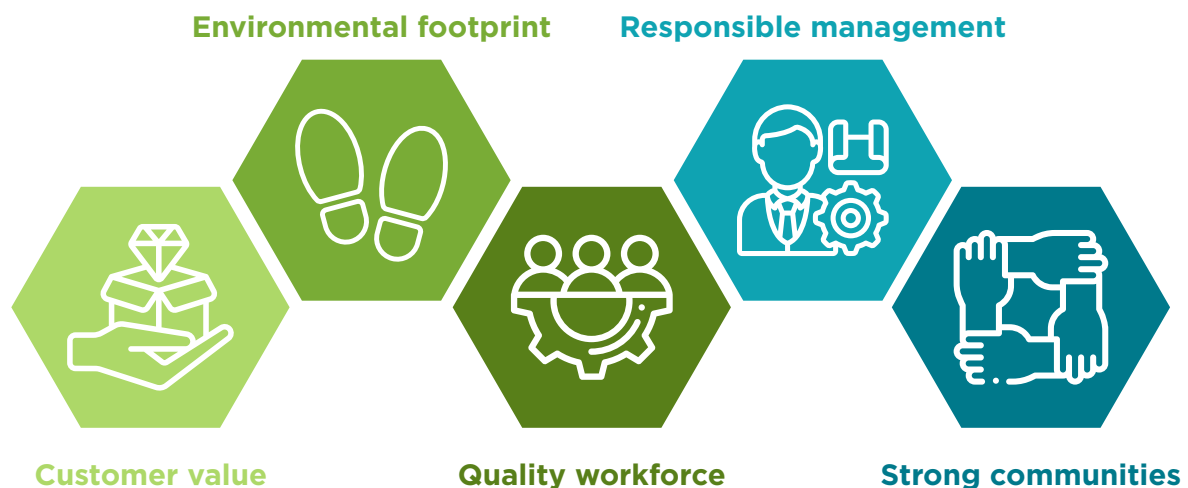 Environmental footprint
Responsible management
Customer value
Quality workforce
Strong communities